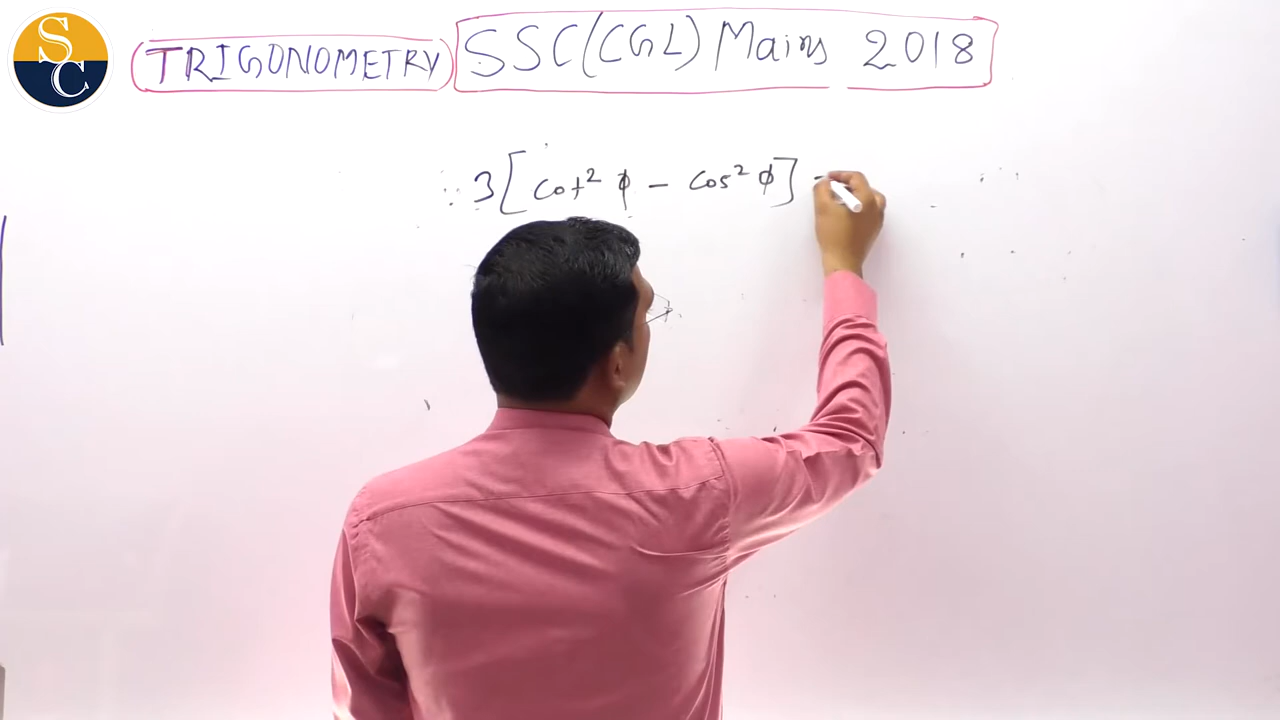 SC
(TRIGONOMETRY) SSC(CGL) Mains 2018
∵ 3[cot² ϕ – cos² ϕ]